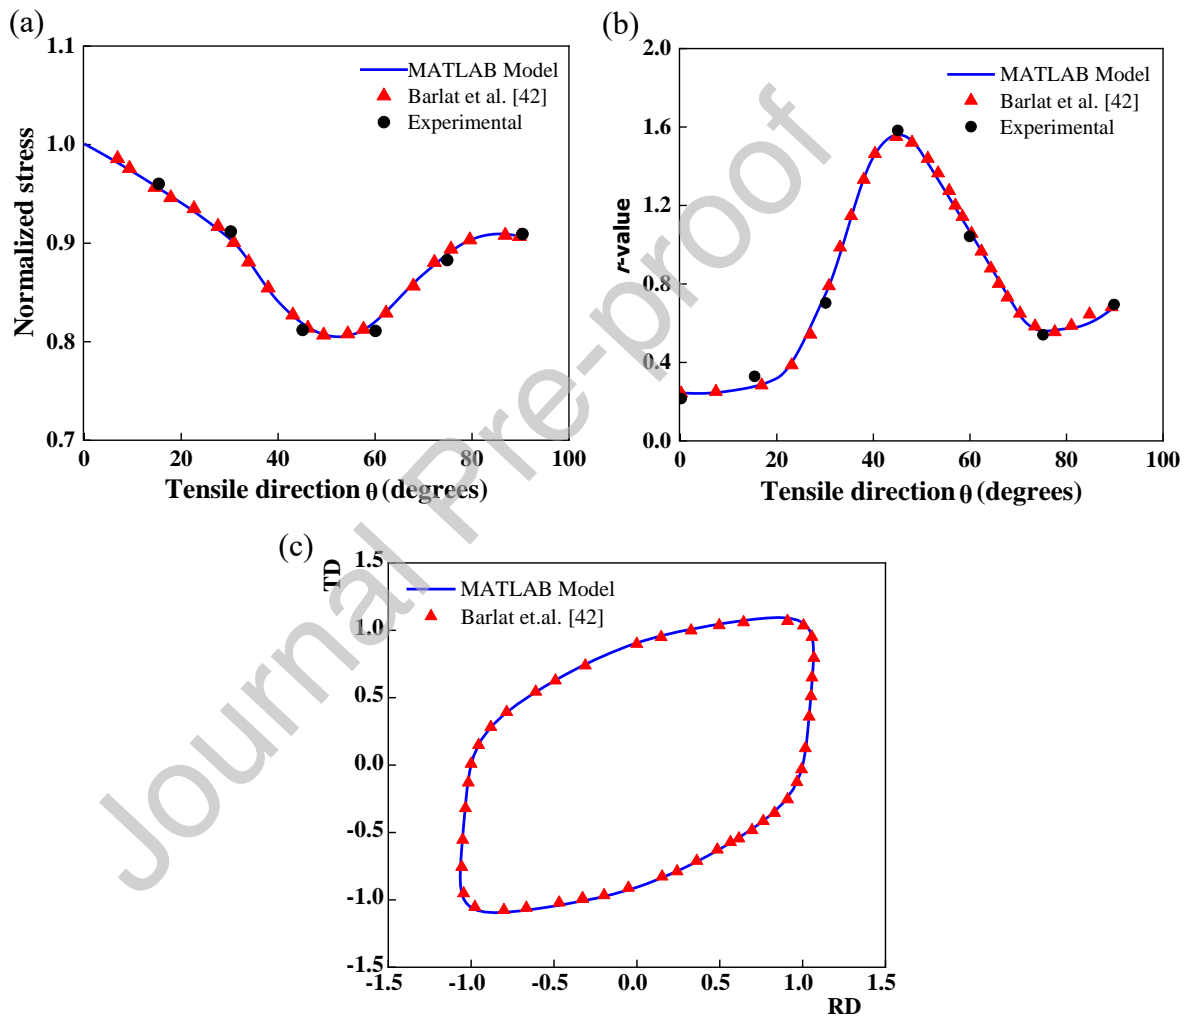 (a)
1.1
1.0
0.9
0.8
0.7
Normalized stress
MATLAB Model
Barlat et al. [42]
Experimental
0 20 40 60 80 100
Tensile direction θ (degrees)
(b)
2.0
1.6
1.2
0.8
0.4
0.0
r-value
MATLAB Model
Barlat et al. [42]
Experimental
0 20 40 60 80 100
Tensile direction θ (degrees)
(c)
1.5
1.0
0.5
0.0
-0.5
-1.0
-1.5
TD
MATLAB Model
Barlat et.al. [42]
-1.5 -1.0 -0.5 0.0 0.5 1.0 1.5
RD
Journal Pre-proof